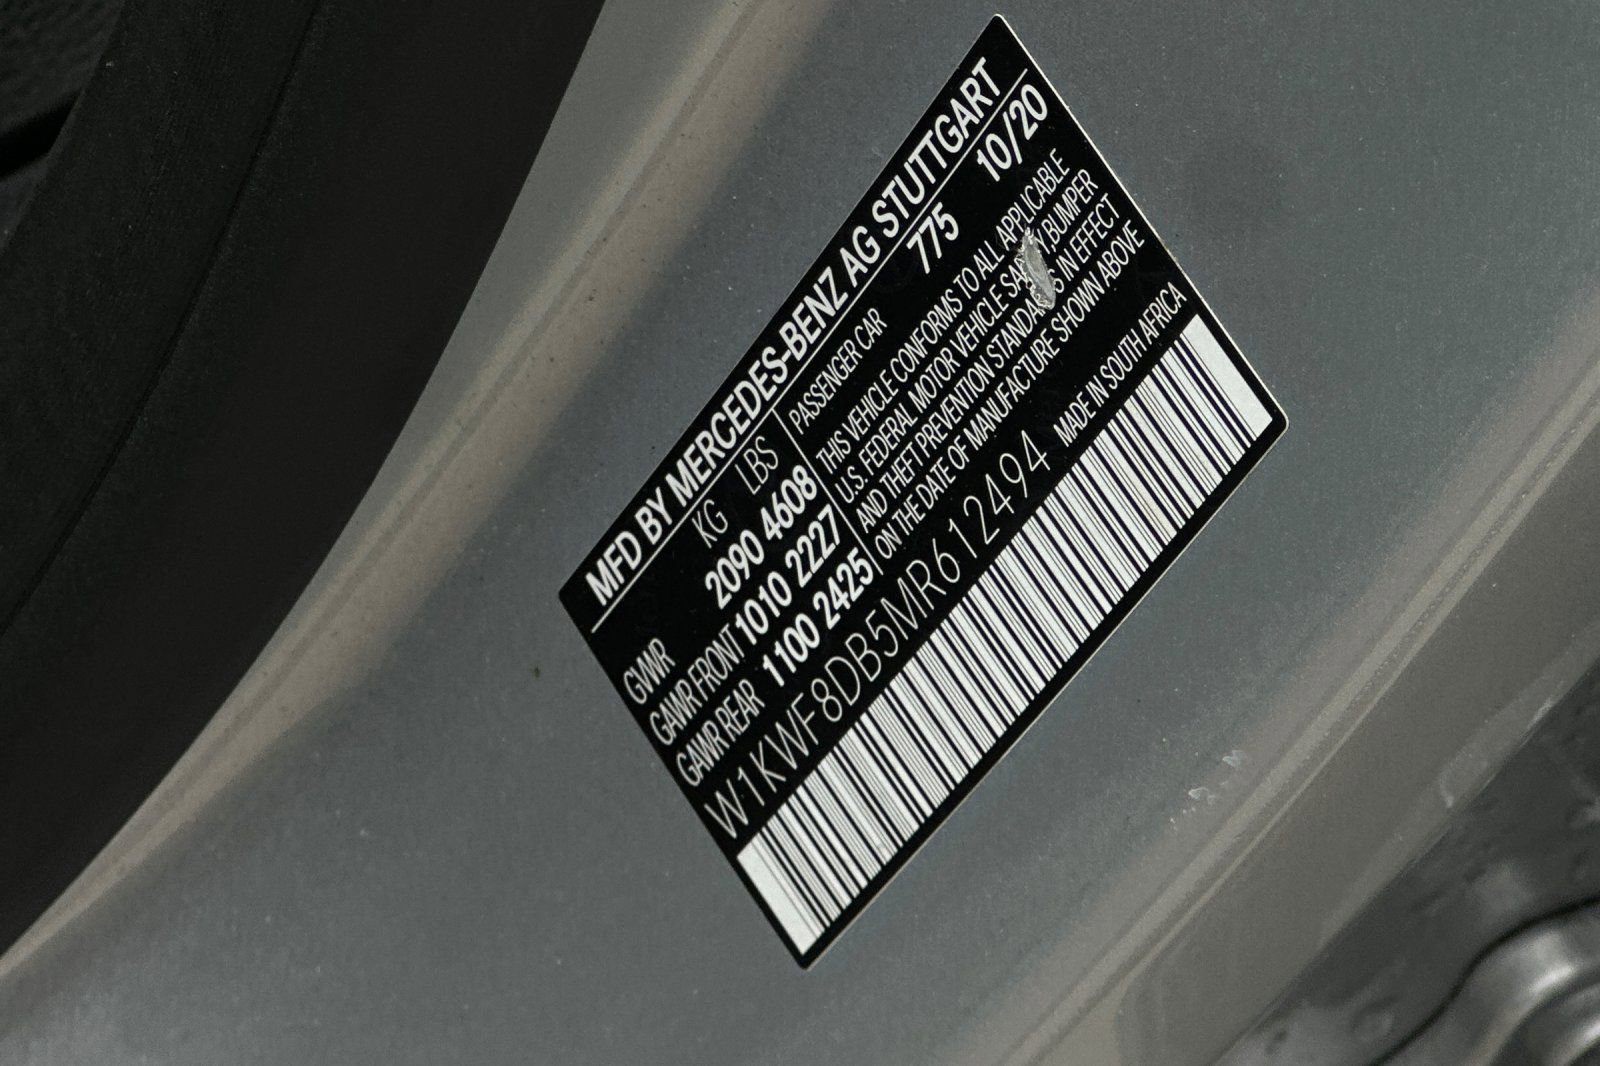 MFD BY MERCEDES-BENZ AG STUTTGART
KG LBS
GVWR 2090 4608
GAWR FRONT 1010 2227
GAWR REAR 1100 2425
PASSENGER CAR 775 10/20
THIS VEHICLE CONFORMS TO ALL APPLICABLE
U.S. FEDERAL MOTOR VEHICLE SAFETY, BUMPER
AND THEFT PREVENTION STANDARDS IN EFFECT
ON THE DATE OF MANUFACTURE SHOWN ABOVE
MADE IN SOUTH AFRICA
W1KWF8DB5MR612494